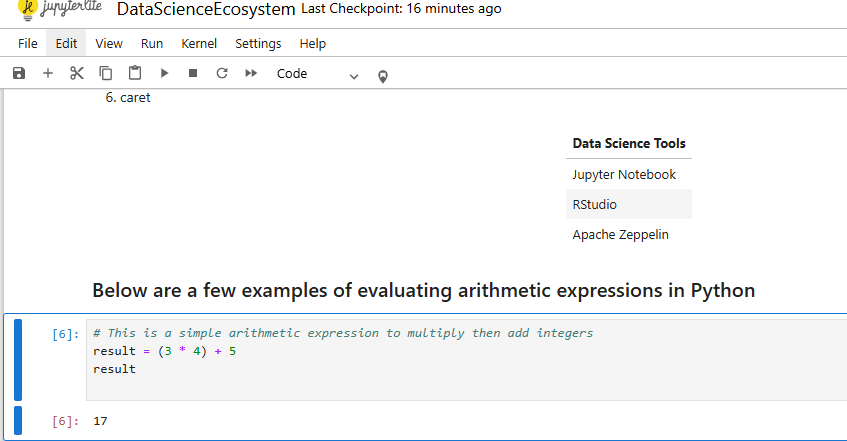 jupyterlite DataScienceEcosystem Last Checkpoint: 16 minutes ago
File Edit View Run Kernel Settings Help
Code
6. caret
Data Science Tools
Jupyter Notebook
RStudio
Apache Zeppelin
Below are a few examples of evaluating arithmetic expressions in Python
[6]: # This is a simple arithmetic expression to multiply then add integers
result = (3 * 4) + 5
result
[6]: 17